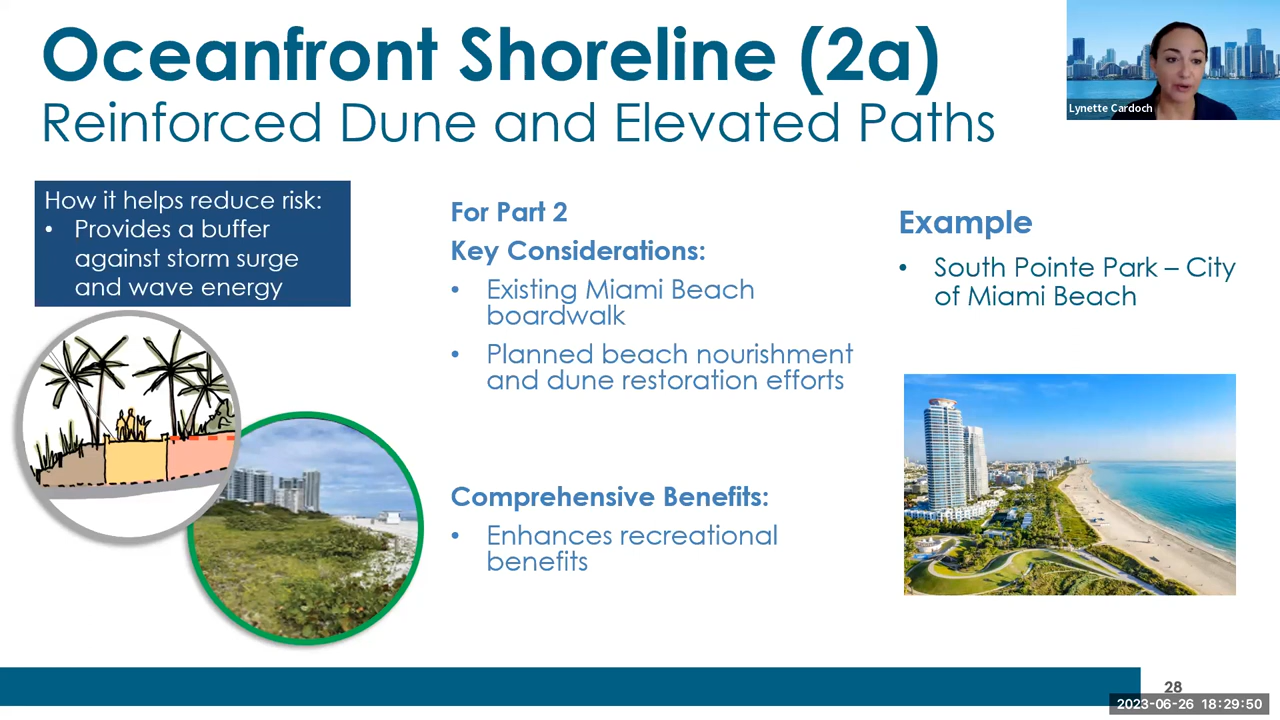 Oceanfront Shoreline (2a)
Reinforced Dune and Elevated Paths
Lynette Cardoch
How it helps reduce risk:
• Provides a buffer
against storm surge
and wave energy
For Part 2
Key Considerations:
• Existing Miami Beach
boardwalk
• Planned beach nourishment
and dune restoration efforts
Comprehensive Benefits:
• Enhances recreational
benefits
Example
• South Pointe Park – City
of Miami Beach
28
2023-06-26 18:29:50